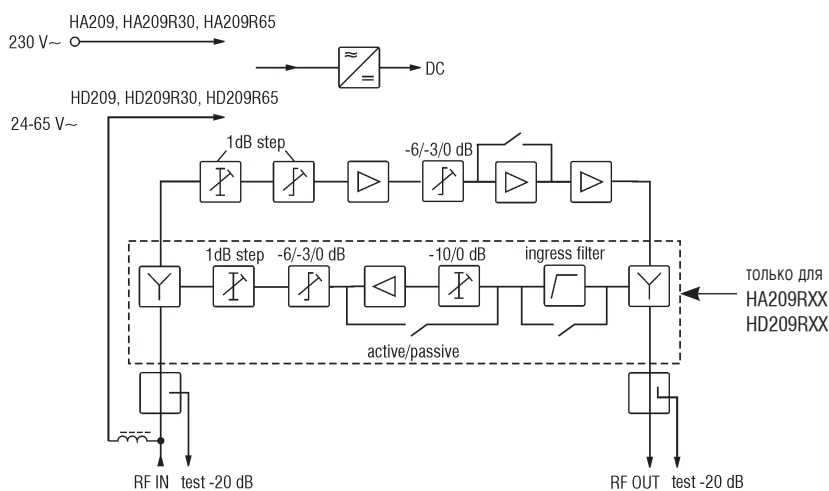 HA209, HA209R30, HA209R65
230 V~
DC
HD209, HD209R30, HD209R65
24-65 V~
1dB step
-6/-3/0 dB
1dB step
-6/-3/0 dB
-10/0 dB
ingress filter
только для
HA209RXX
HD209RXX
active/passive
RF IN
test -20 dB
RF OUT
test -20 dB